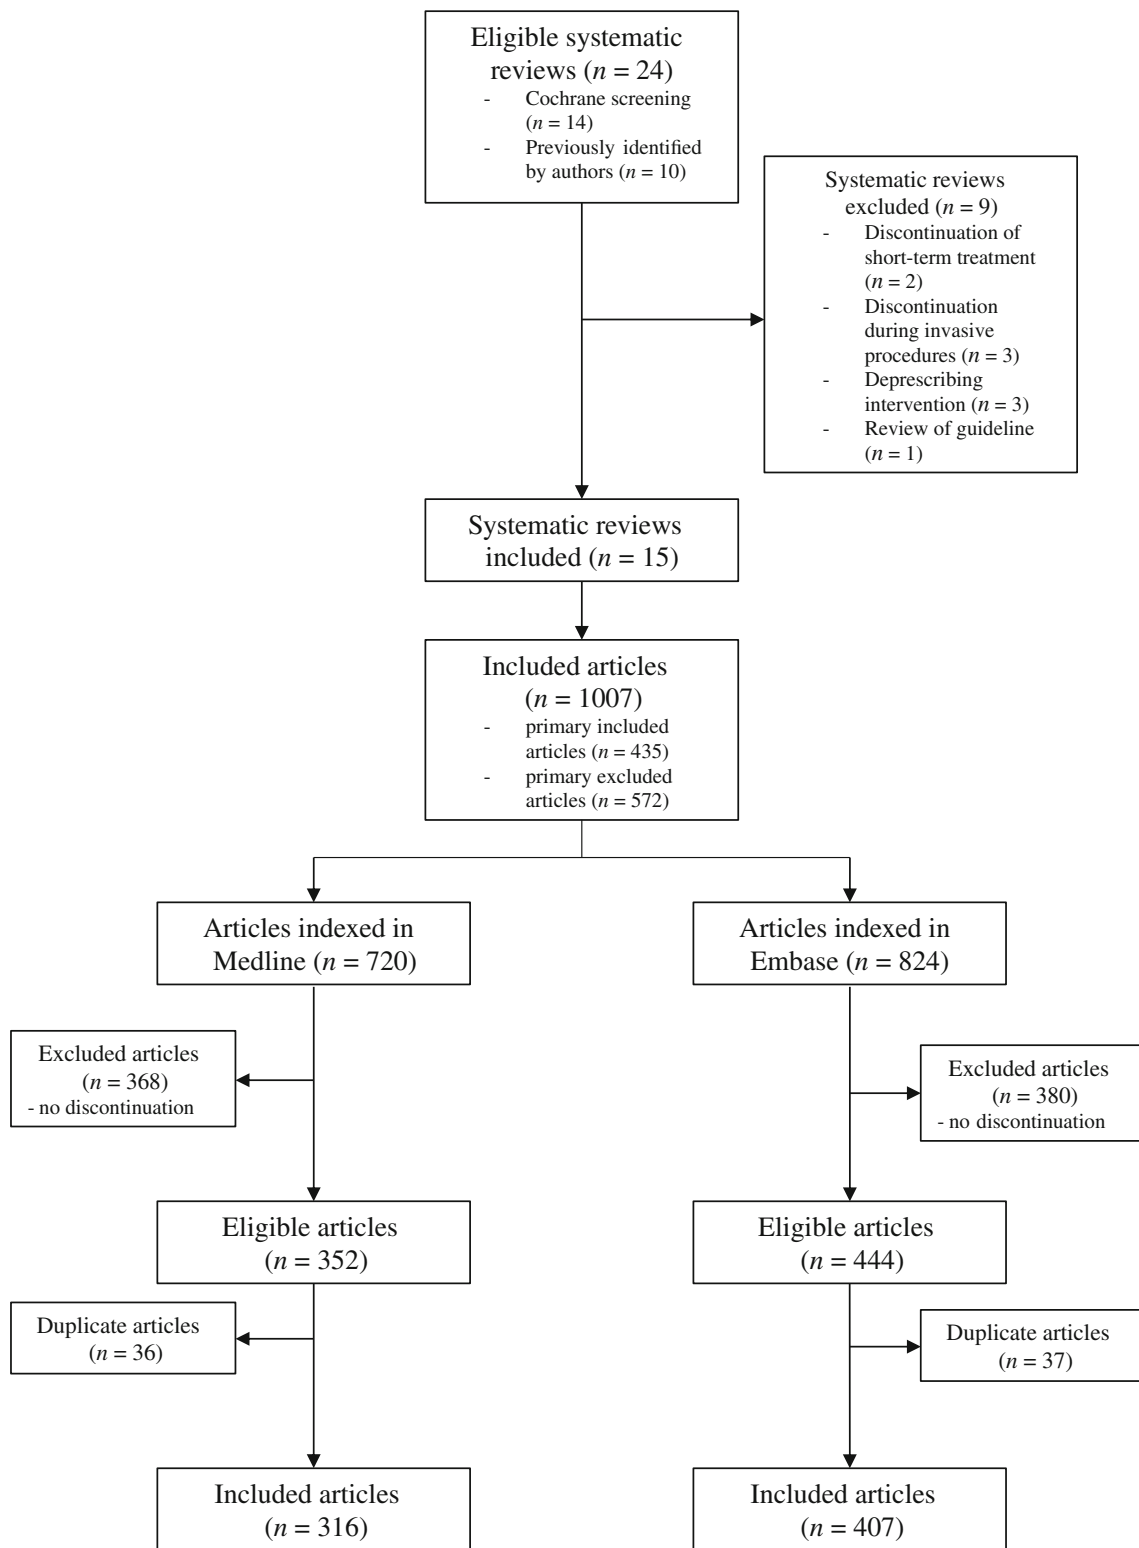 Eligible systematic
reviews (n = 24)
- Cochrane screening
(n = 14)
- Previously identified
by authors (n = 10)
Systematic reviews
excluded (n = 9)
- Discontinuation of
short-term treatment
(n = 2)
- Discontinuation
during invasive
procedures (n = 3)
- Deprescribing
intervention (n = 3)
- Review of guideline
(n = 1)
Systematic reviews
included (n = 15)
Included articles
(n = 1007)
- primary included
articles (n = 435)
- primary excluded
articles (n = 572)
Articles indexed in
Medline (n = 720)
Articles indexed in
Embase (n = 824)
Excluded articles
(n = 368)
- no discontinuation
Excluded articles
(n = 380)
- no discontinuation
Eligible articles
(n = 352)
Eligible articles
(n = 444)
Duplicate articles
(n = 36)
Duplicate articles
(n = 37)
Included articles
(n = 316)
Included articles
(n = 407)